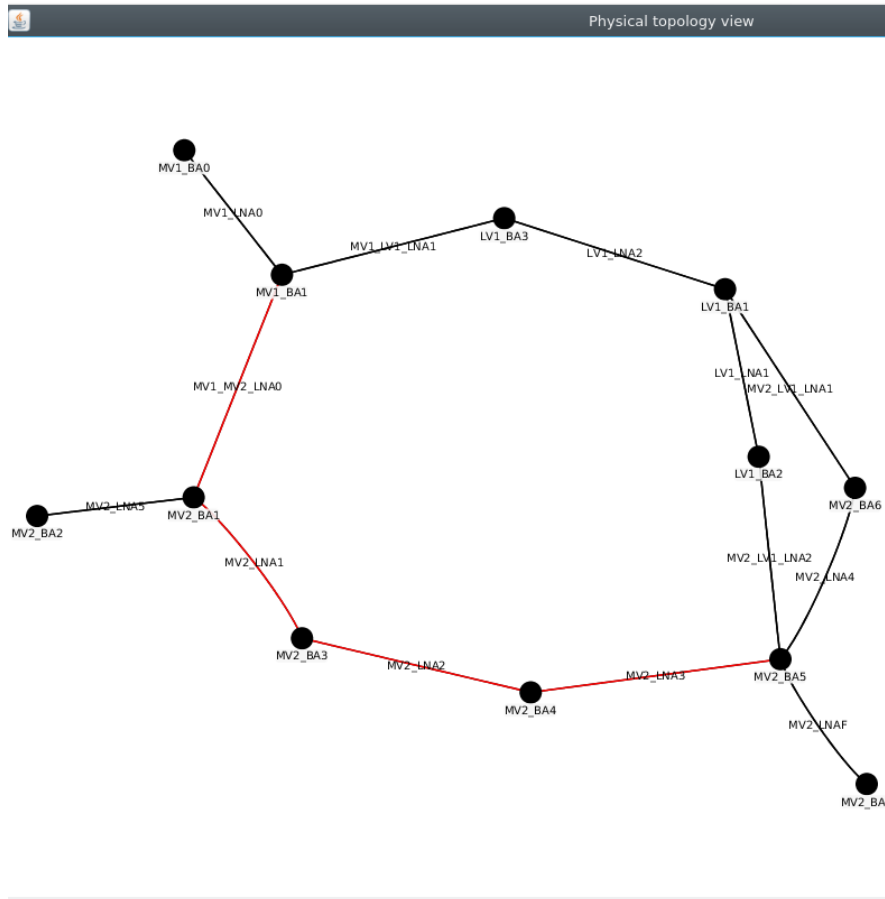 Physical topology view
MV1_BA0
MV1_LNA0
LV1_BA3
MV1_LV1_LNA1
LV1_LNA2
MV1_BA1
LV1_BA1
LV1_LNA1
MV1_MV2_LNA0
MV2_LV1_LNA1
LV1_BA2
MV2_LNA5
MV2_BA1
MV2_BA6
MV2_BA2
MV2_LNA1
MV2_LV1_LNA2
MV2_LNA4
MV2_BA3
MV2_LNA2
MV2_LNA3
MV2_BA5
MV2_BA4
MV2_LNAF
MV2_BA